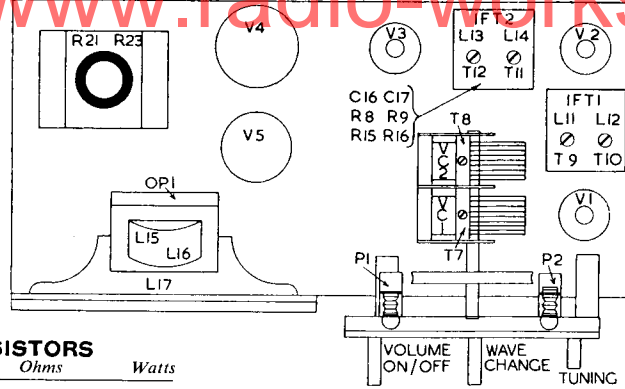 www.radio-works
R21 R23
V4
V3
IFT2
L13 L14
T12 T11
V2
C16 C17
R8 R9
R15 R16
T8
IFT1
L11 L12
T9 T10
V5
VC2
VC1
T7
V1
OP1
L15
L16
L17
P1
P2
VOLUME
ON/OFF
WAVE
CHANGE
TUNING
SISTORS
Ohms Watts